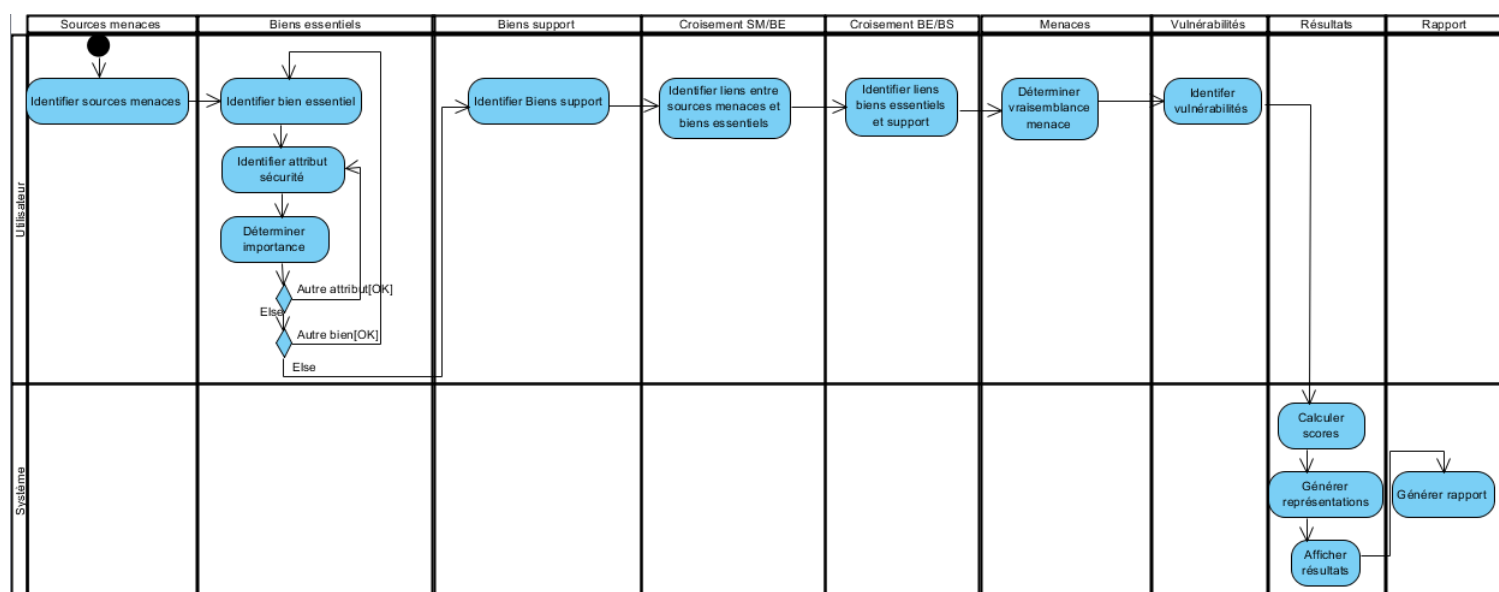 Sources menaces
Biens essentiels
Biens support
Croisement SM/BE
Croisement BE/BS
Menaces
Vulnérabilités
Résultats
Rapport
Utilisateur
Identifier sources menaces
Identifier bien essentiel
Identifier attribut
sécurité
Déterminer
importance
Autre attribut[OK]
Else
Autre bien[OK]
Else
Identifier Biens support
Identifier liens entre
sources menaces et
biens essentiels
Identifier liens
biens essentiels
et support
Déterminer
vraisemblance
menace
Identifer
vulnérabilités
Système
Calculer
scores
Générer
représentations
Afficher
résultats
Générer rapport